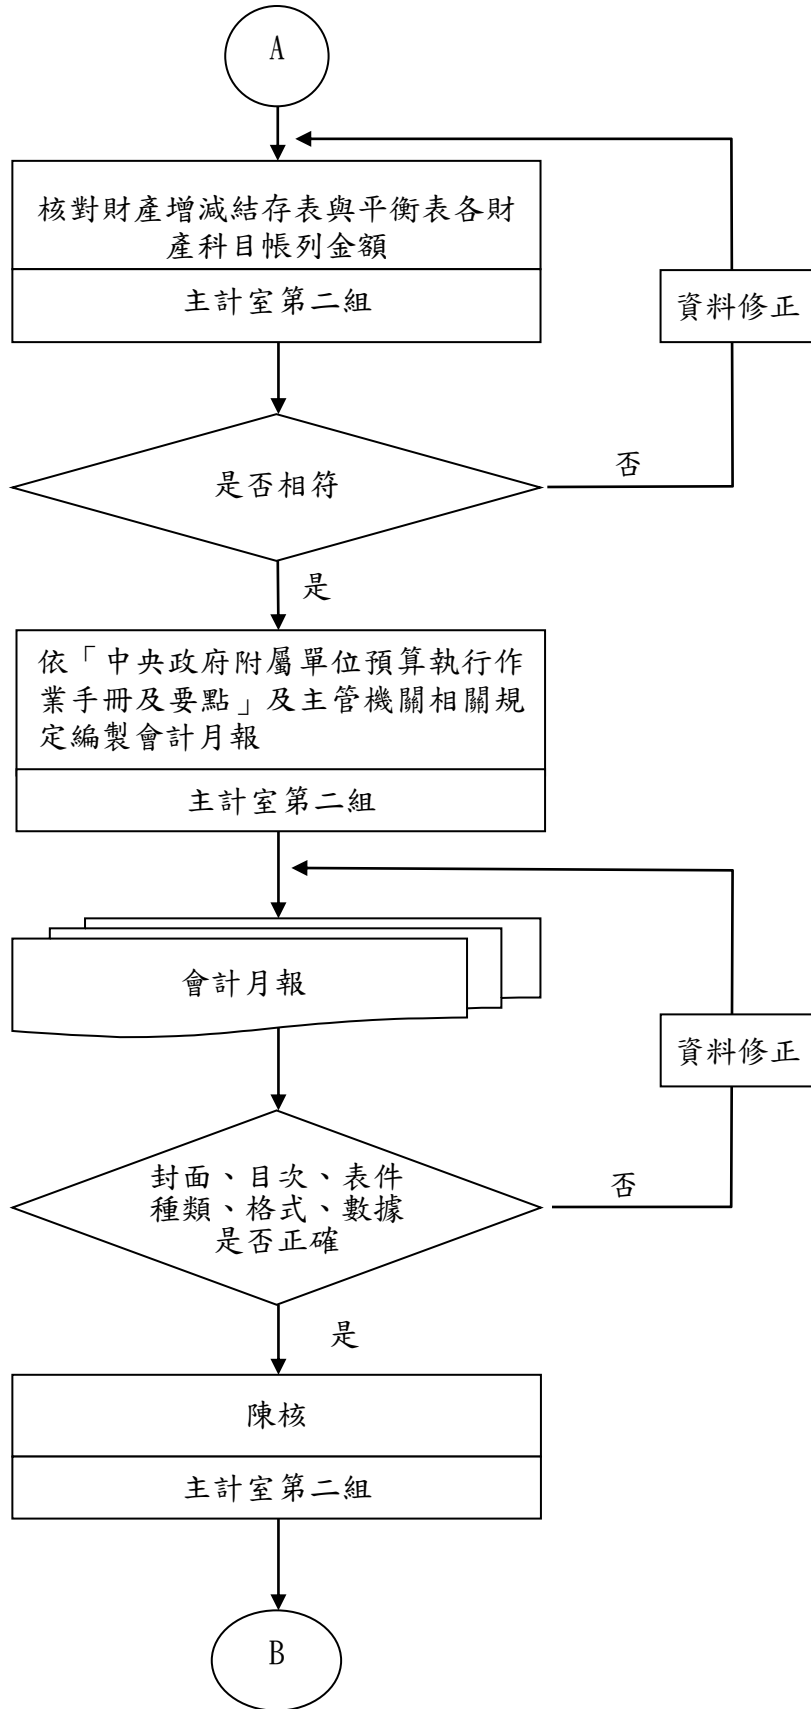 A
核對財產增減結存表與平衡表各財
產科目帳列金額
主計室第二組
資料修正
是否相符
否
是
依「中央政府附屬單位預算執行作
業手冊及要點」及主管機關相關規
定編製會計月報
主計室第二組
會計月報
資料修正
封面、目次、表件
種類、格式、數據
是否正確
否
是
陳核
主計室第二組
B